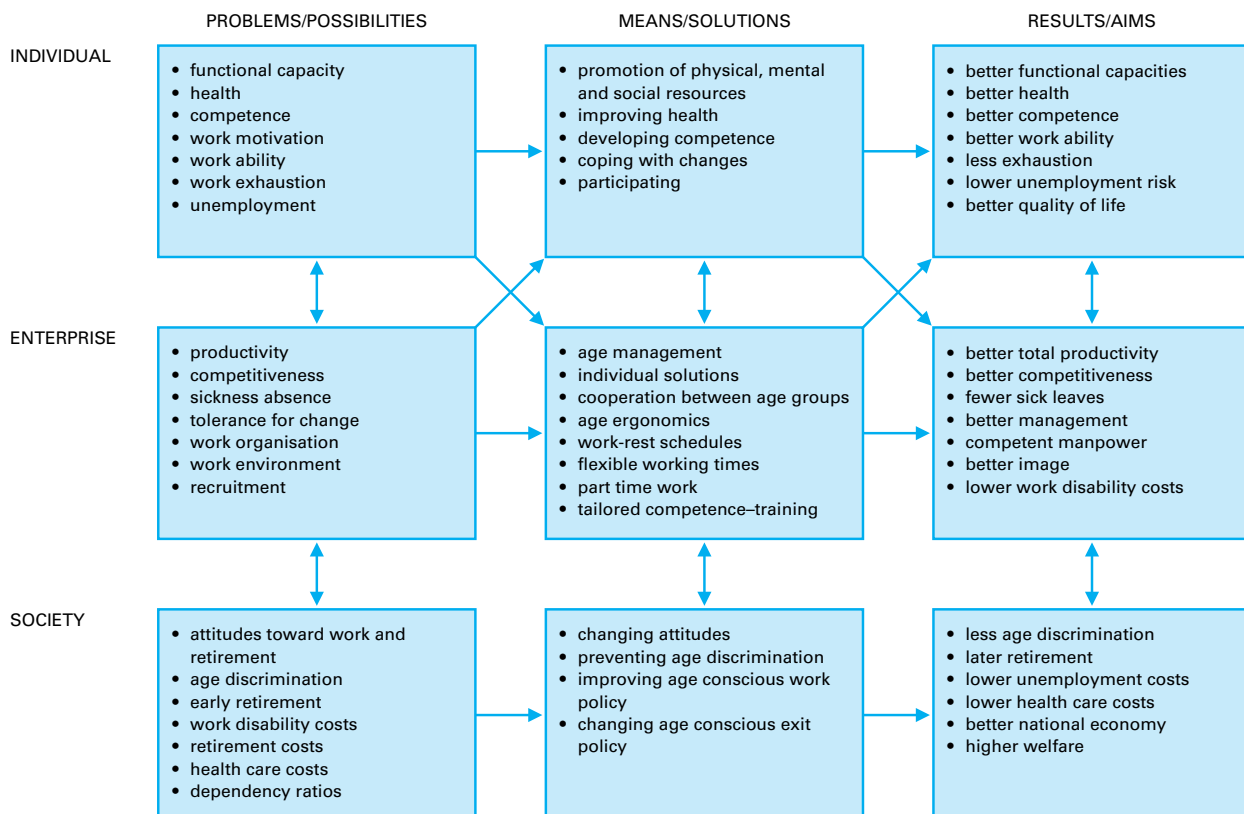 PROBLEMS/POSSIBILITIES
MEANS/SOLUTIONS
RESULTS/AIMS
INDIVIDUAL
• functional capacity
• health
• competence
• work motivation
• work ability
• work exhaustion
• unemployment
• promotion of physical, mental
and social resources
• improving health
• developing competence
• coping with changes
• participating
• better functional capacities
• better health
• better competence
• better work ability
• less exhaustion
• lower unemployment risk
• better quality of life
ENTERPRISE
• productivity
• competitiveness
• sickness absence
• tolerance for change
• work organisation
• work environment
• recruitment
• age management
• individual solutions
• cooperation between age groups
• age ergonomics
• work-rest schedules
• flexible working times
• part time work
• tailored competence–training
• better total productivity
• better competitiveness
• fewer sick leaves
• better management
• competent manpower
• better image
• lower work disability costs
SOCIETY
• attitudes toward work and
retirement
• age discrimination
• early retirement
• work disability costs
• retirement costs
• health care costs
• dependency ratios
• changing attitudes
• preventing age discrimination
• improving age conscious work
policy
• changing age conscious exit
policy
• less age discrimination
• later retirement
• lower unemployment costs
• lower health care costs
• better national economy
• higher welfare